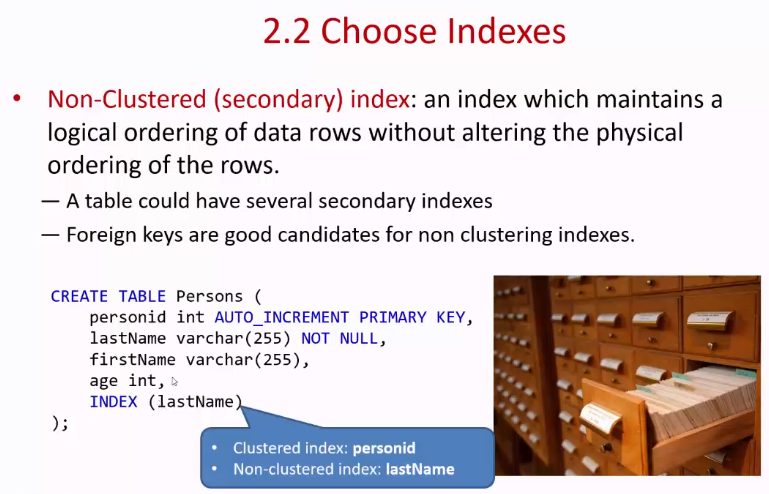 2.2 Choose Indexes
• Non-Clustered (secondary) index: an index which maintains a
logical ordering of data rows without altering the physical
ordering of the rows.
— A table could have several secondary indexes
— Foreign keys are good candidates for non clustering indexes.
CREATE TABLE Persons (
personid int AUTO_INCREMENT PRIMARY KEY,
lastName varchar(255) NOT NULL,
firstName varchar(255),
age int,
INDEX (lastName)
);
• Clustered index: personid
• Non-clustered index: lastName